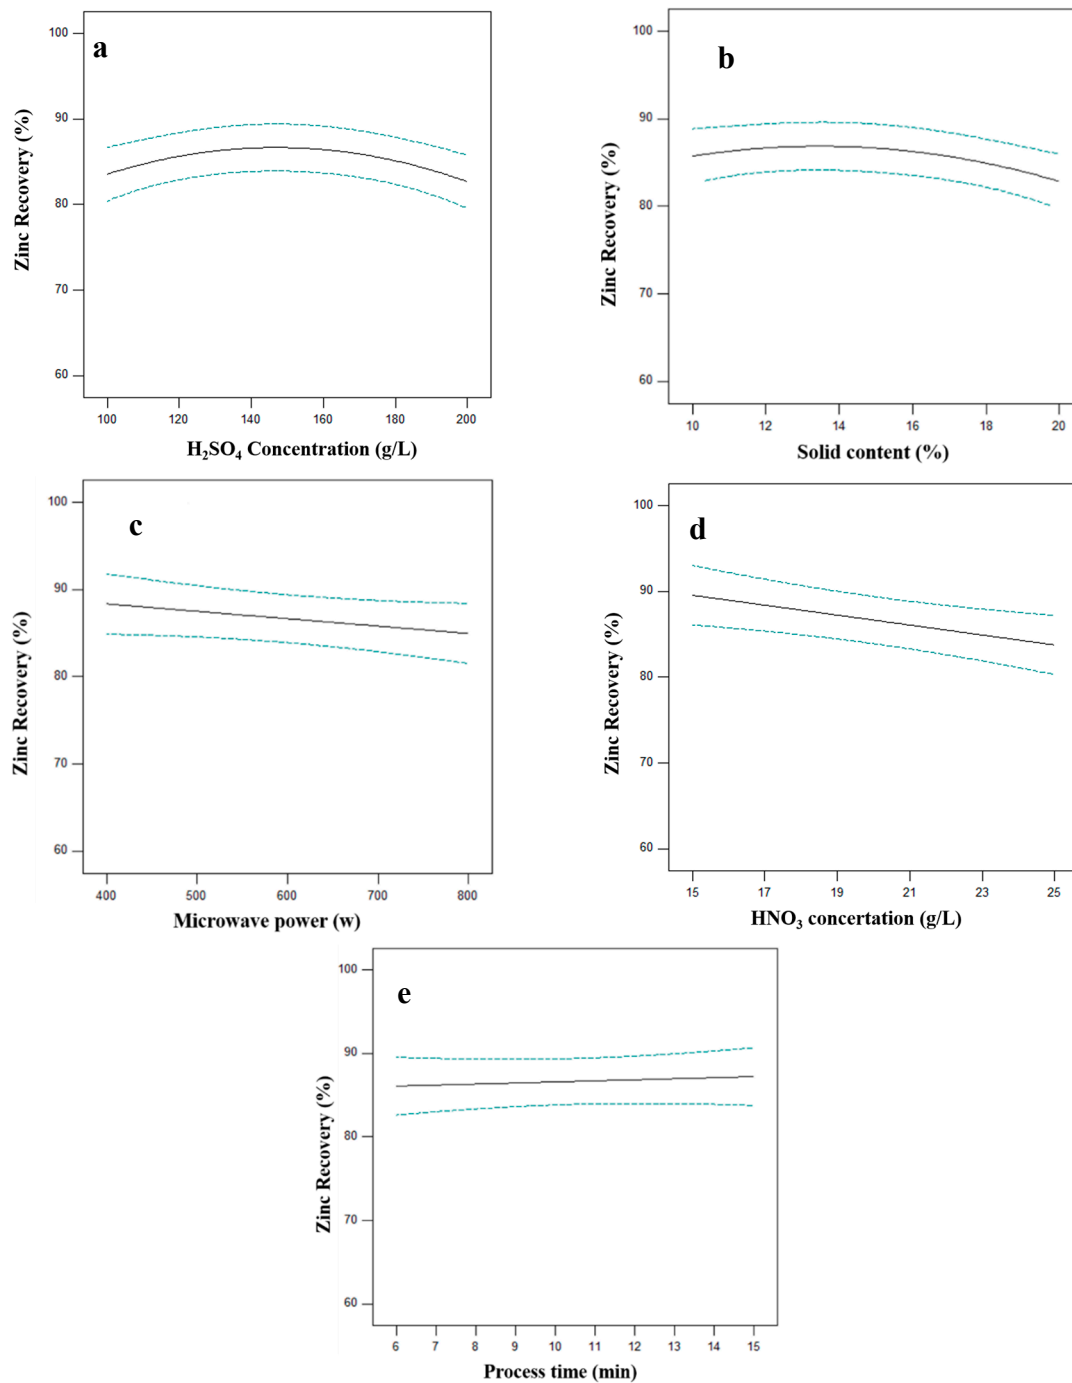 a
100
90
80
70
60
Zinc Recovery (%)
100 120 140 160 180 200
H₂SO₄ Concentration (g/L)
b
100
90
80
70
60
Zinc Recovery (%)
10 12 14 16 18 20
Solid content (%)
c
100
90
80
70
60
Zinc Recovery (%)
400 500 600 700 800
Microwave power (w)
d
100
90
80
70
60
Zinc Recovery (%)
15 17 19 21 23 25
HNO₃ concertation (g/L)
e
100
90
80
70
60
Zinc Recovery (%)
6 7 8 9 10 11 12 13 14 15
Process time (min)